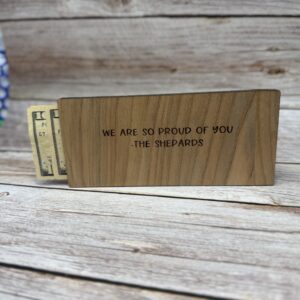 WE ARE SO PROUD OF YOU
-THE SHEPARDS